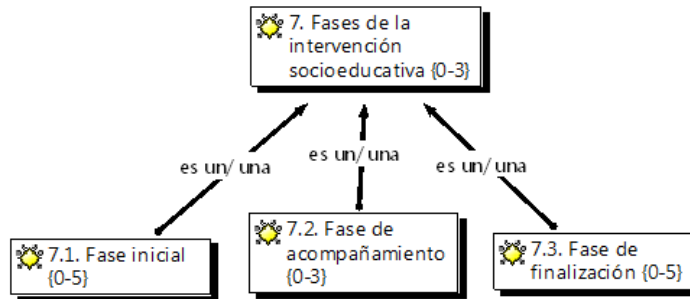 7. Fases de la
intervención
socioeducativa {0-3}
es un/una
es un/una
es un/una
7.1. Fase inicial
{0-5}
7.2. Fase de
acompañamiento
{0-3}
7.3. Fase de
finalización {0-5}